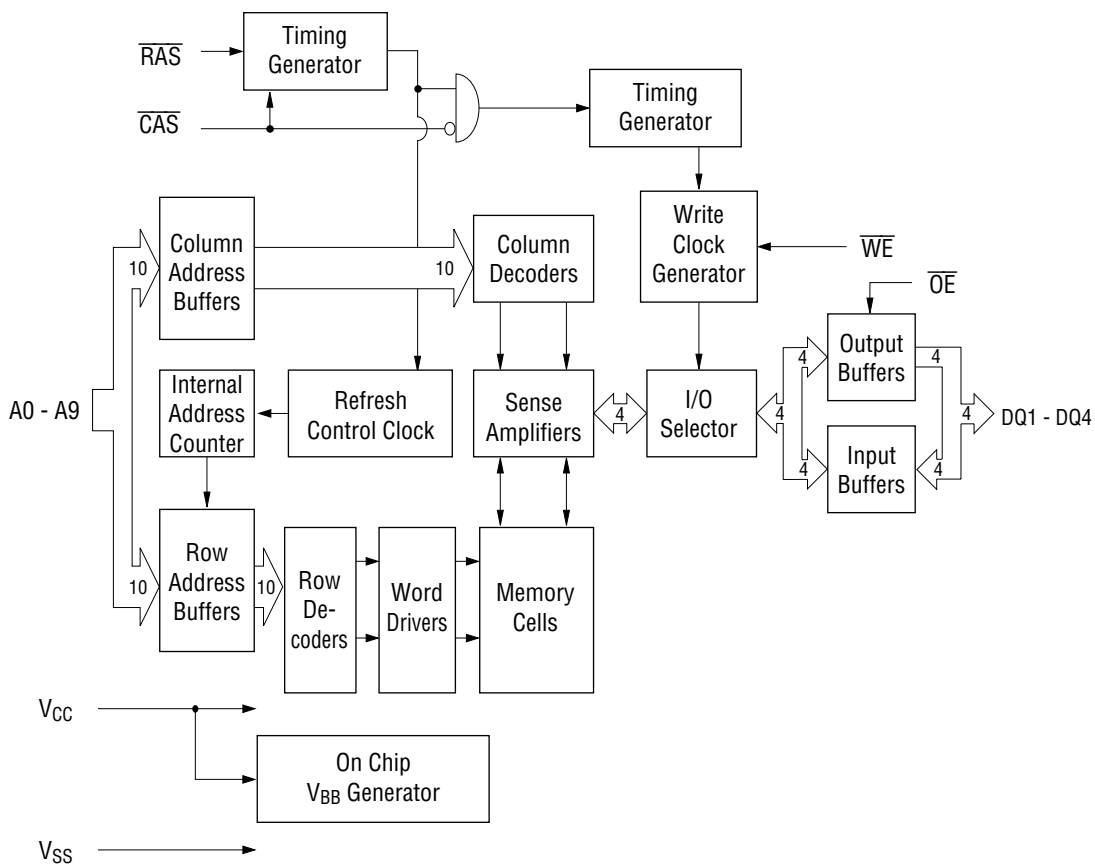 RAS
Timing
Generator
CAS
Timing
Generator
Column
Address
Buffers
10
10
Column
Decoders
Write
Clock
Generator
WE
OE
A0 - A9
Internal
Address
Counter
Refresh
Control Clock
Sense
Amplifiers
4
I/O
Selector
4
4
Output
Buffers
4
4
DQ1 - DQ4
4
Input
Buffers
4
10
Row
Address
Buffers
10
Row
De-
coders
Word
Drivers
Memory
Cells
VCC
On Chip
VBB Generator
VSS